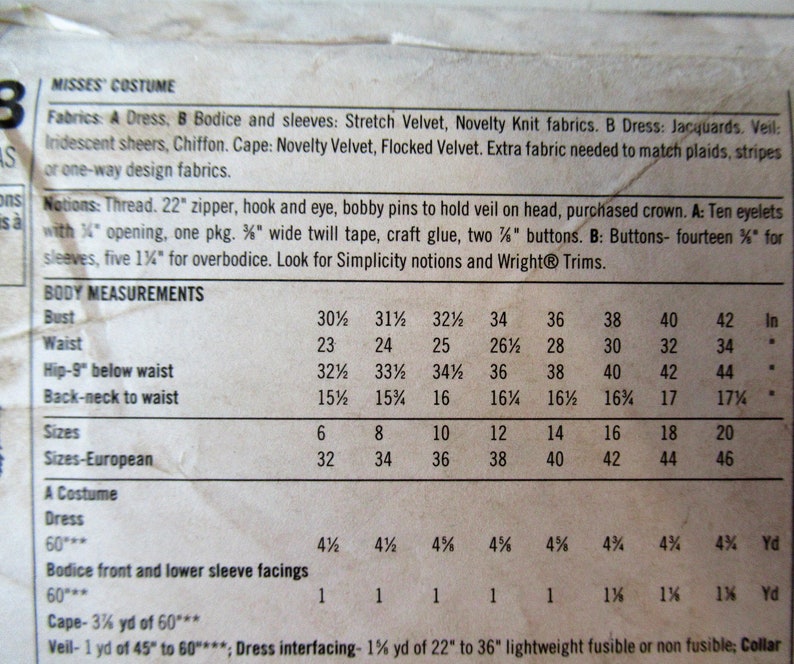 8
MISSES' COSTUME
Fabrics: A Dress, B Bodice and sleeves: Stretch Velvet, Novelty Knit fabrics. B Dress: Jacquards. Veil:
Iridescent sheers, Chiffon. Cape: Novelty Velvet, Flocked Velvet. Extra fabric needed to match plaids, stripes
AS
or one-way design fabrics.
ons
Notions: Thread. 22" zipper, hook and eye, bobby pins to hold veil on head, purchased crown. A: Ten eyelets
is à
with ¼" opening, one pkg. ⅜" wide twill tape, craft glue, two ⅞" buttons. B: Buttons- fourteen ⅝" for
sleeves, five 1¼" for overbodice. Look for Simplicity notions and Wright® Trims.
BODY MEASUREMENTS
Bust 30½ 31½ 32½ 34 36 38 40 42 In
Waist 23 24 25 26½ 28 30 32 34 "
Hip-9" below waist 32½ 33½ 34½ 36 38 40 42 44 "
Back-neck to waist 15½ 15¾ 16 16¼ 16½ 16¾ 17 17¼ "
Sizes 6 8 10 12 14 16 18 20
Sizes-European 32 34 36 38 40 42 44 46
A Costume
Dress
60"** 4½ 4½ 4⅝ 4⅝ 4⅝ 4¾ 4¾ 4¾ Yd
Bodice front and lower sleeve facings
60"** 1 1 1 1 1 1⅛ 1⅛ 1⅛ Yd
Cape- 3⅞ yd of 60"**
Veil- 1 yd of 45" to 60"***; Dress interfacing- 1⅝ yd of 22" to 36" lightweight fusible or non fusible; Collar